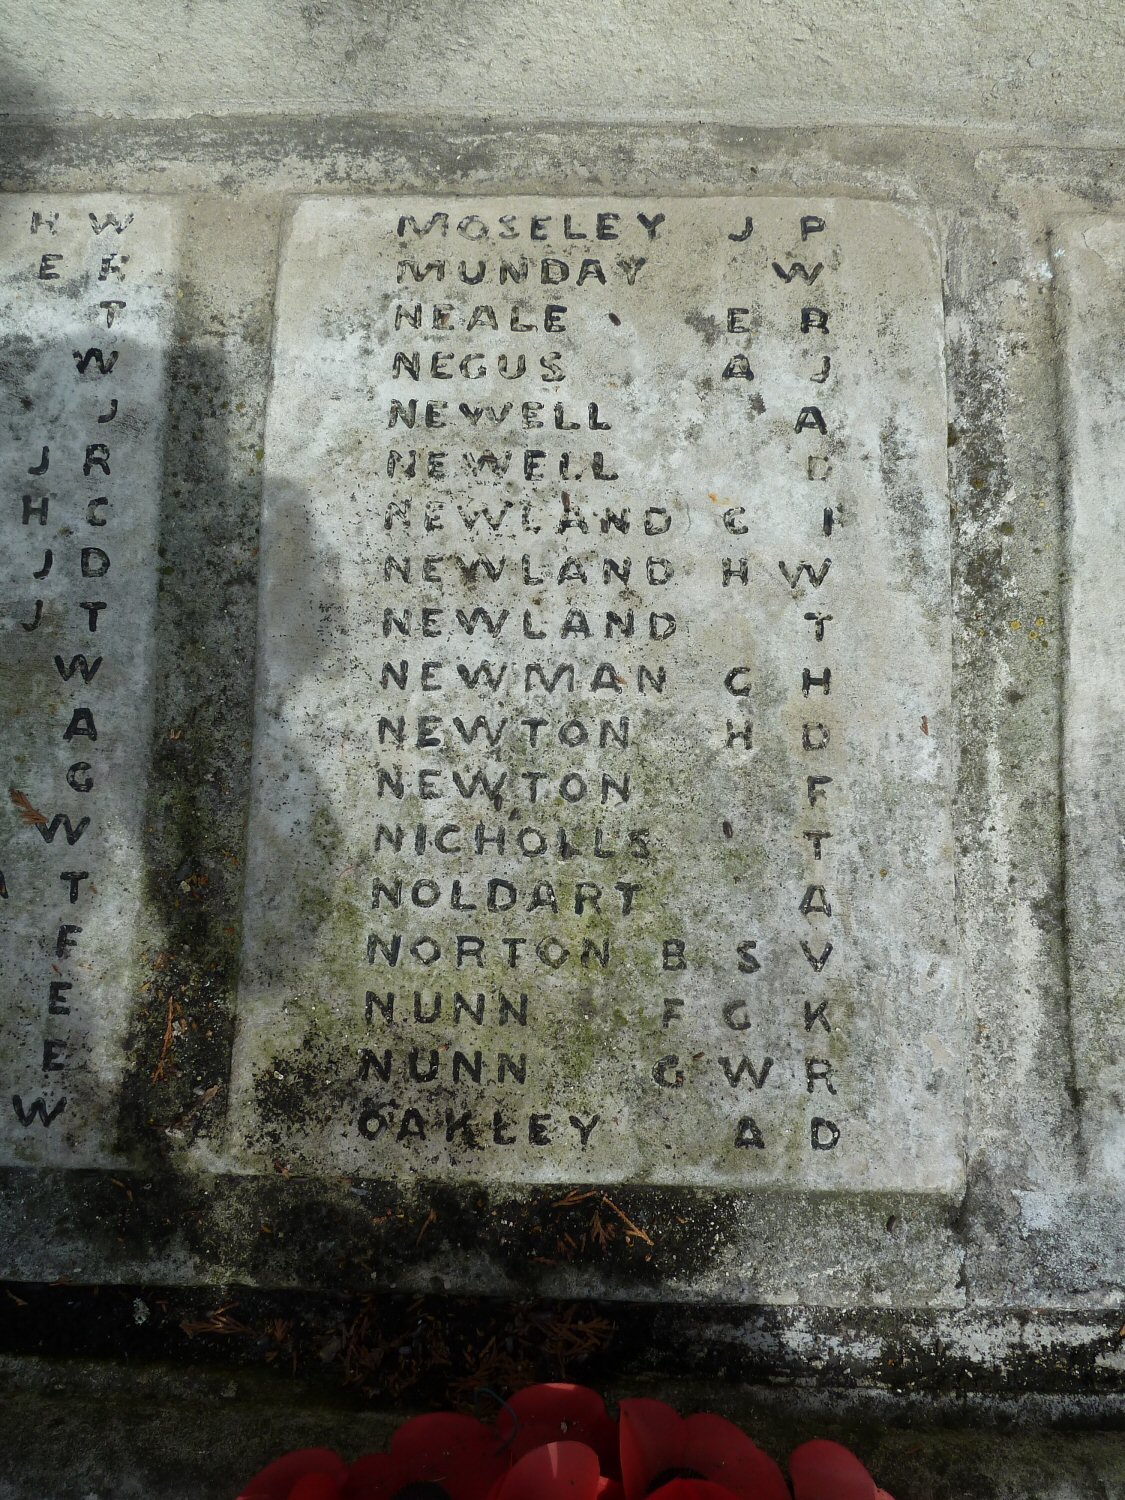 H W
E R
T
W
J
J R
H C
J D
J T
W
A
G
W
T
F
E
E
W
MOSELEY J P
MUNDAY W
NEALE E R
NEGUS A J
NEWELL A
NEWELL D
NEWLAND C
NEWLAND H W
NEWLAND T
NEWMAN C H
NEWTON H D
NEWTON F
NICHOLLS T
NOLDART A
NORTON B S V
NUNN F C K
NUNN G W R
OAKLEY A D